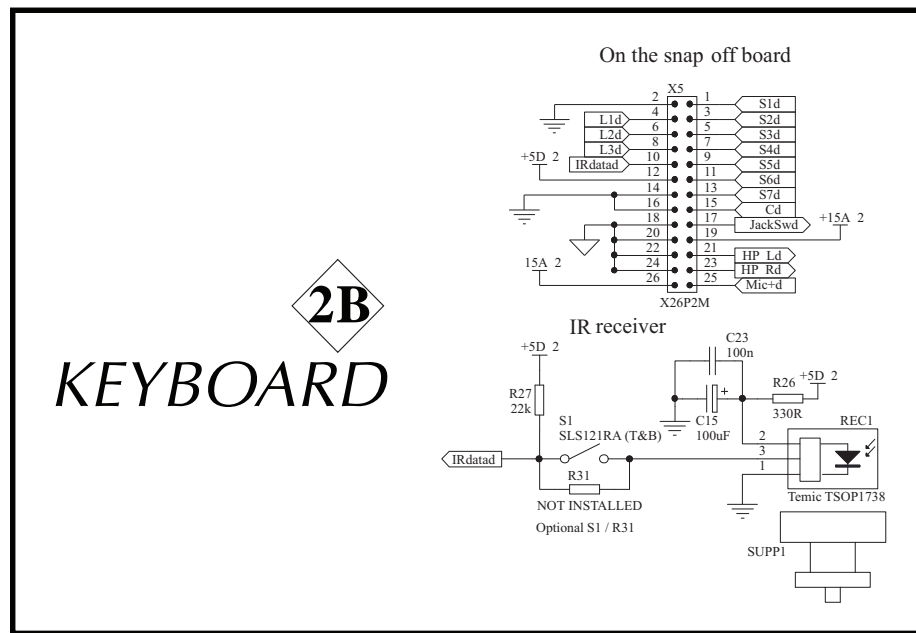 On the snap off board
X5
2 1 S1d
L1d 4 3 S2d
L2d 6 5 S3d
L3d 8 7 S4d
IRdatad 10 9 S5d
+5D 2 12 11 S6d
14 13 S7d
16 15 Cd
18 17 JackSwd
+15A 2
20 19
22 21 HP Ld
15A 2 24 23 HP Rd
26 25 Mic+d
X26P2M
2B
KEYBOARD
IR receiver
+5D 2
R27
22k
C23
100n
C15
100uF
R26
330R
+5D 2
REC1
S1
SLS121RA (T&B)
IRdatad
2
3
1
R31
NOT INSTALLED
Optional S1 / R31
Temic TSOP1738
SUPP1